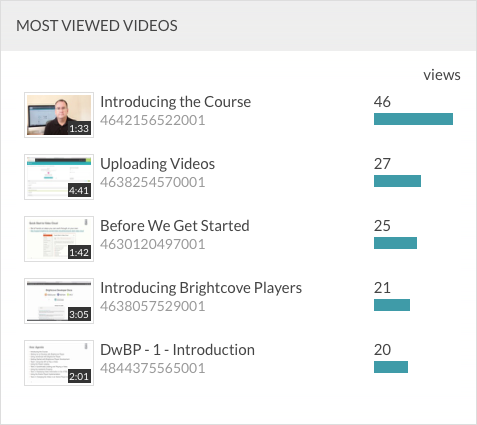 MOST VIEWED VIDEOS
views
Introducing the Course
46
4642156522001
1:33
Uploading Videos
27
4638254570001
4:41
Before We Get Started
25
4630120497001
1:42
Introducing Brightcove Players
21
4638057529001
3:05
DwBP - 1 - Introduction
20
4844375565001
2:01